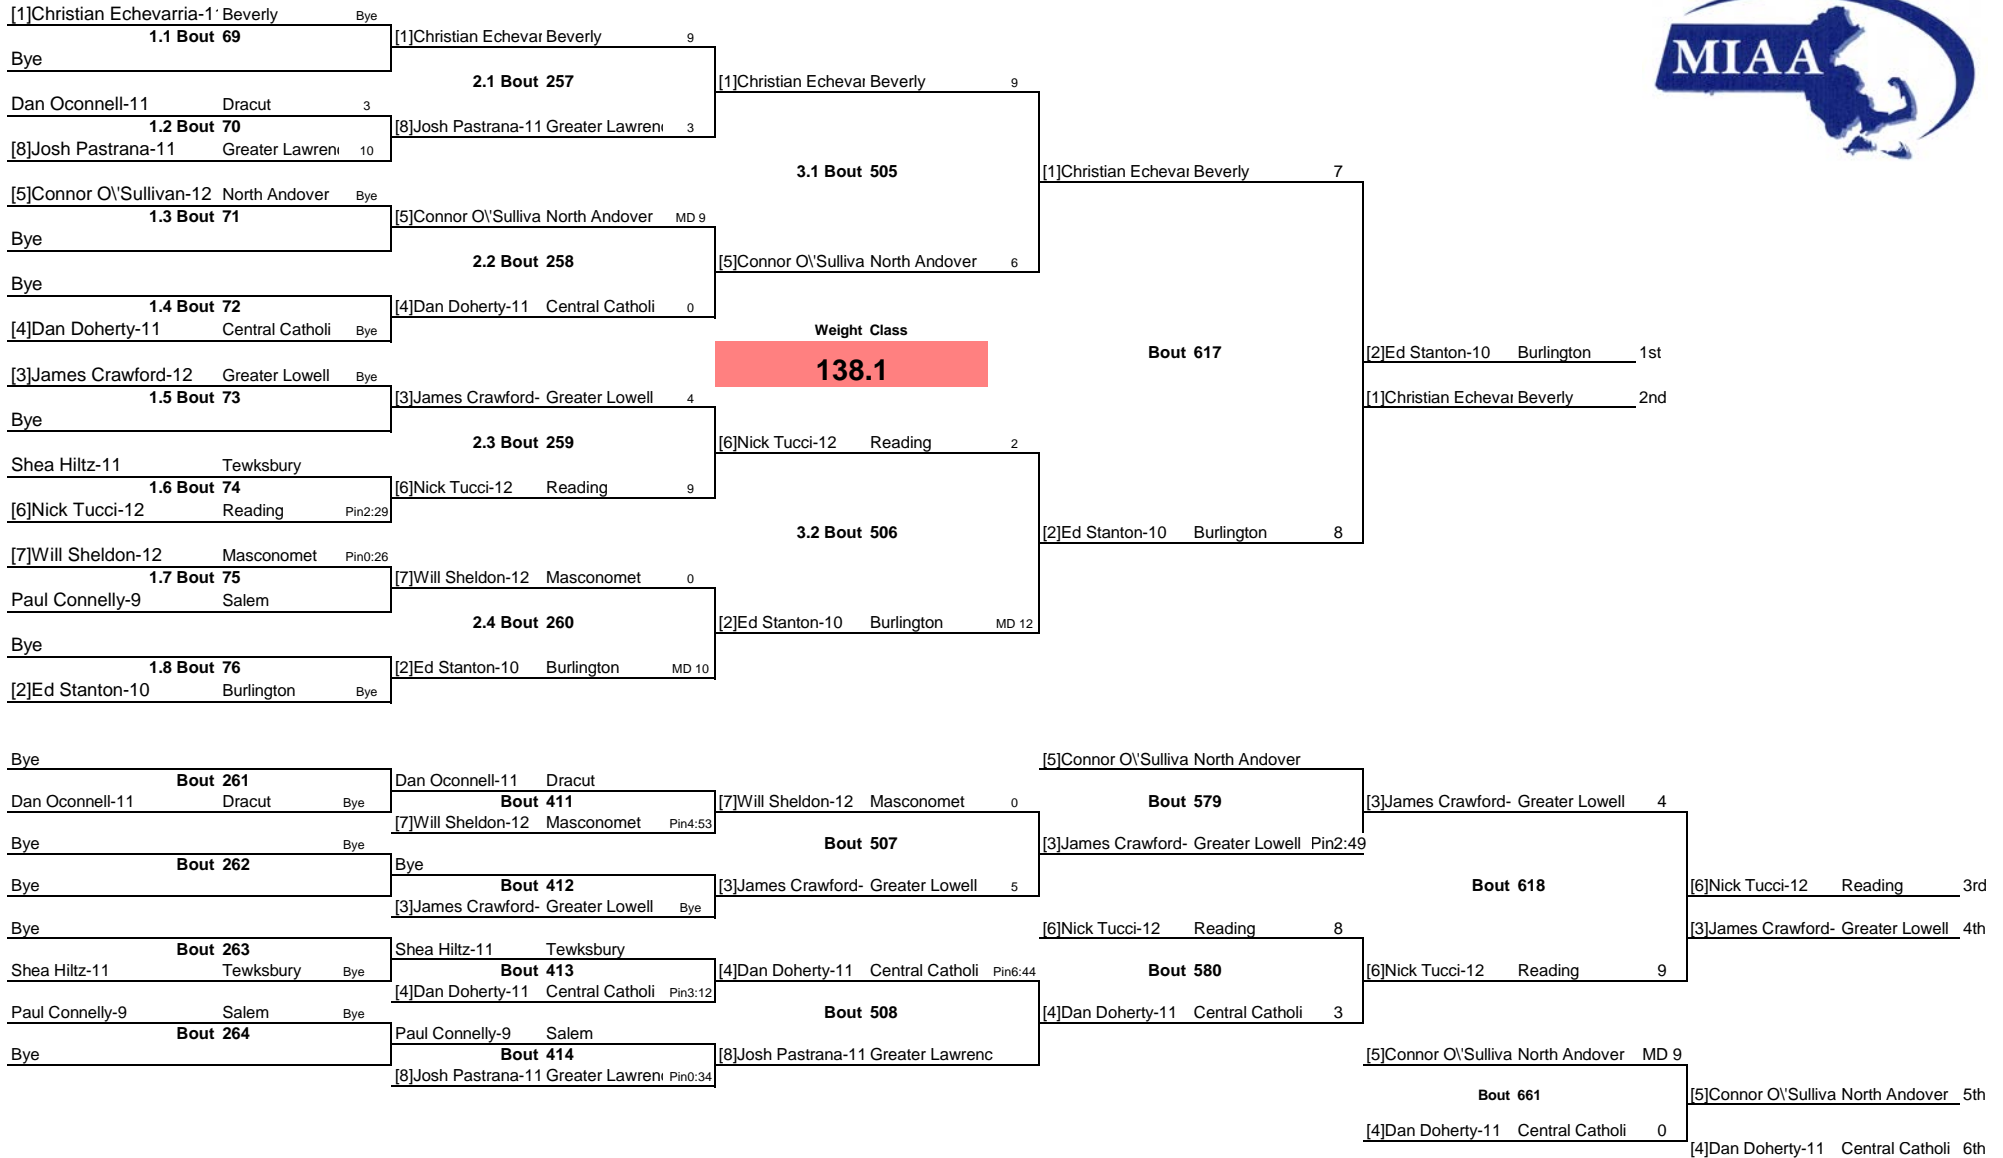 [1]Christian Echevarria-1 Beverly Bye
1.1 Bout 69
Bye
[1]Christian Echevar Beverly 9
2.1 Bout 257
Dan Oconnell-11 Dracut 3
1.2 Bout 70
[8]Josh Pastrana-11 Greater Lawren 10
[8]Josh Pastrana-11 Greater Lawrenc 3
[1]Christian Echevar Beverly 9
3.1 Bout 505
[5]Connor O\'Sullivan-12 North Andover Bye
1.3 Bout 71
Bye
[5]Connor O\'Sulliva North Andover MD 9
2.2 Bout 258
Bye
1.4 Bout 72
[4]Dan Doherty-11 Central Catholi Bye
[4]Dan Doherty-11 Central Catholi 0
[5]Connor O\'Sulliva North Andover 6
[1]Christian Echevar Beverly 7
Weight Class
138.1
Bout 617
[2]Ed Stanton-10 Burlington 1st
[1]Christian Echevar Beverly 2nd
[3]James Crawford-12 Greater Lowell Bye
1.5 Bout 73
Bye
[3]James Crawford- Greater Lowell 4
2.3 Bout 259
Shea Hiltz-11 Tewksbury
1.6 Bout 74
[6]Nick Tucci-12 Reading Pin2:29
[6]Nick Tucci-12 Reading 9
[6]Nick Tucci-12 Reading 2
3.2 Bout 506
[2]Ed Stanton-10 Burlington 8
[7]Will Sheldon-12 Masconomet Pin0:26
1.7 Bout 75
Paul Connelly-9 Salem
[7]Will Sheldon-12 Masconomet 0
2.4 Bout 260
Bye
1.8 Bout 76
[2]Ed Stanton-10 Burlington Bye
[2]Ed Stanton-10 Burlington MD 10
[2]Ed Stanton-10 Burlington MD 12
MIAA
Bye
Bout 261
Dan Oconnell-11 Dracut Bye
Dan Oconnell-11 Dracut
Bout 411
[7]Will Sheldon-12 Masconomet Pin4:53
[7]Will Sheldon-12 Masconomet 0
Bout 507
Bye Bye
Bout 262
Bye
Bye
Bout 412
[3]James Crawford- Greater Lowell Bye
[3]James Crawford- Greater Lowell 5
[5]Connor O\'Sulliva North Andover
Bout 579
[3]James Crawford- Greater Lowell Pin2:49
[3]James Crawford- Greater Lowell 4
Bout 618
[6]Nick Tucci-12 Reading 3rd
[3]James Crawford- Greater Lowell 4th
Bye
Bout 263
Shea Hiltz-11 Tewksbury Bye
Shea Hiltz-11 Tewksbury
Bout 413
[4]Dan Doherty-11 Central Catholi Pin3:12
[4]Dan Doherty-11 Central Catholi Pin6:44
Bout 508
Paul Connelly-9 Salem Bye
Bout 264
Bye
Paul Connelly-9 Salem
Bout 414
[8]Josh Pastrana-11 Greater Lawren Pin0:34
[8]Josh Pastrana-11 Greater Lawrenc
[6]Nick Tucci-12 Reading 8
Bout 580
[4]Dan Doherty-11 Central Catholi 3
[6]Nick Tucci-12 Reading 9
[5]Connor O\'Sulliva North Andover MD 9
Bout 661
[4]Dan Doherty-11 Central Catholi 0
[5]Connor O\'Sulliva North Andover 5th
[4]Dan Doherty-11 Central Catholi 6th